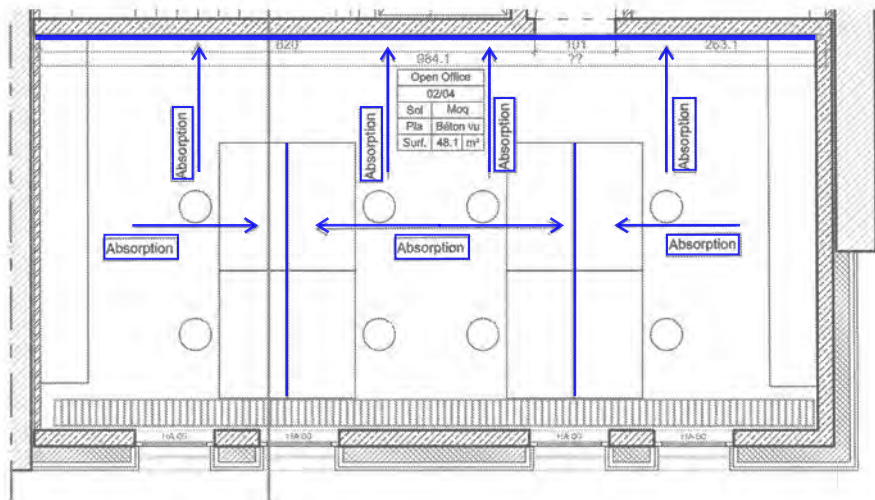 820
101
263.1
984.1
??
Open Office
02/04
Sol Moq
Pla Béton vu
Surf. 48.1 m²
Absorption
Absorption
Absorption
Absorption
Absorption
Absorption
Absorption